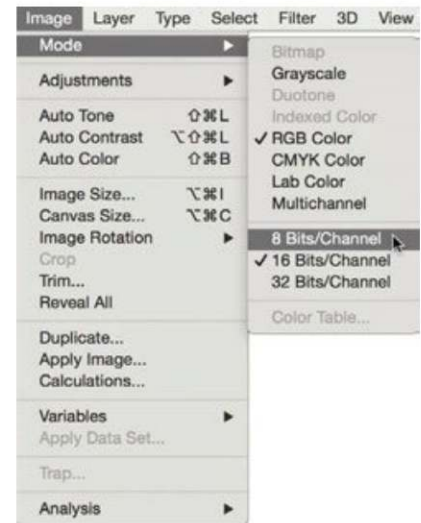 Image Layer Type Select Filter 3D View
Mode ▶
Adjustments ▶
Auto Tone ⇧⌘L
Auto Contrast ⌥⇧⌘L
Auto Color ⇧⌘B
Image Size... ⌥⌘I
Canvas Size... ⌥⌘C
Image Rotation ▶
Crop
Trim...
Reveal All
Duplicate...
Apply Image...
Calculations...
Variables ▶
Apply Data Set...
Trap...
Analysis ▶
Bitmap
Grayscale
Duotone
Indexed Color
✓ RGB Color
CMYK Color
Lab Color
Multichannel
8 Bits/Channel
✓ 16 Bits/Channel
32 Bits/Channel
Color Table...